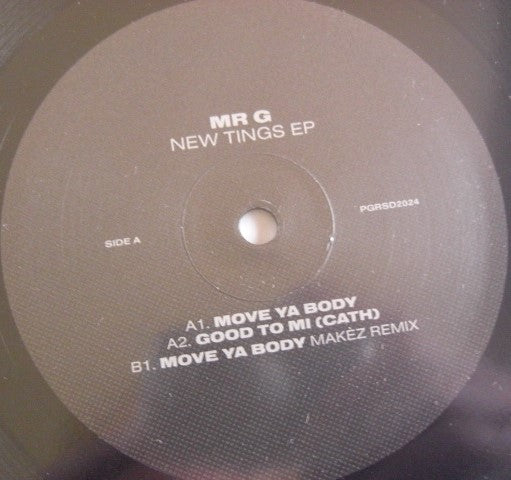 MR G
NEW TINGS EP
SIDE A
PGRSD2024
A1. MOVE YA BODY
A2. GOOD TO MI (CATH)
B1. MOVE YA BODY MAKÈZ REMIX